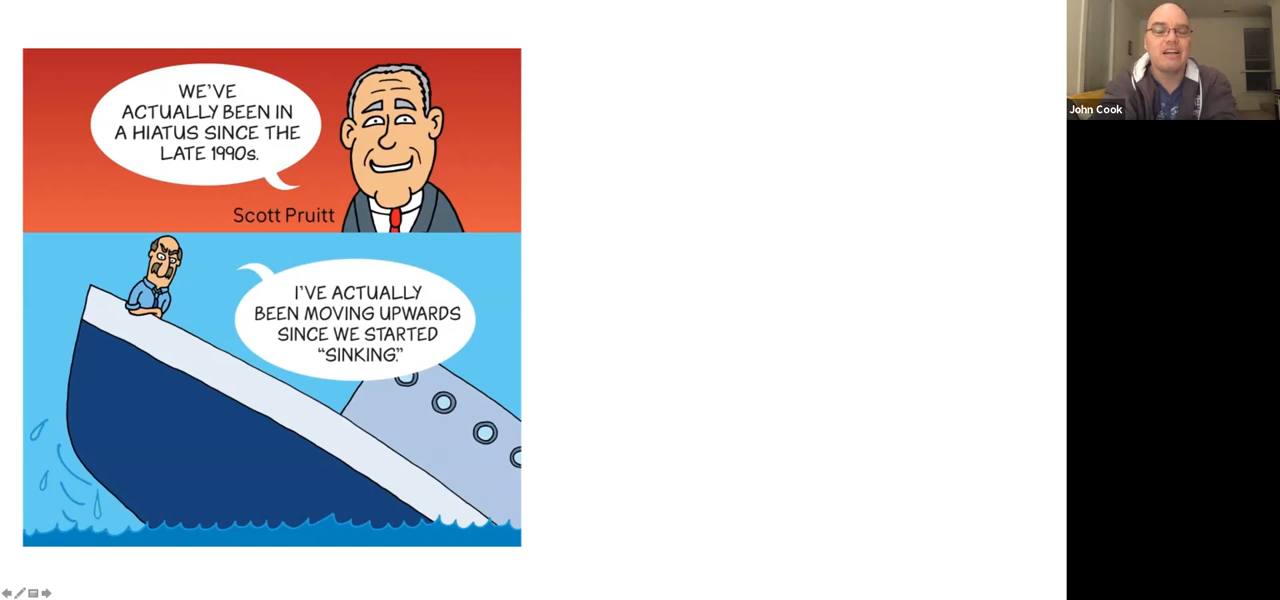 WE'VE
ACTUALLY BEEN IN
A HIATUS SINCE THE
LATE 1990s.
Scott Pruitt
I'VE ACTUALLY
BEEN MOVING UPWARDS
SINCE WE STARTED
“SINKING.”
John Cook